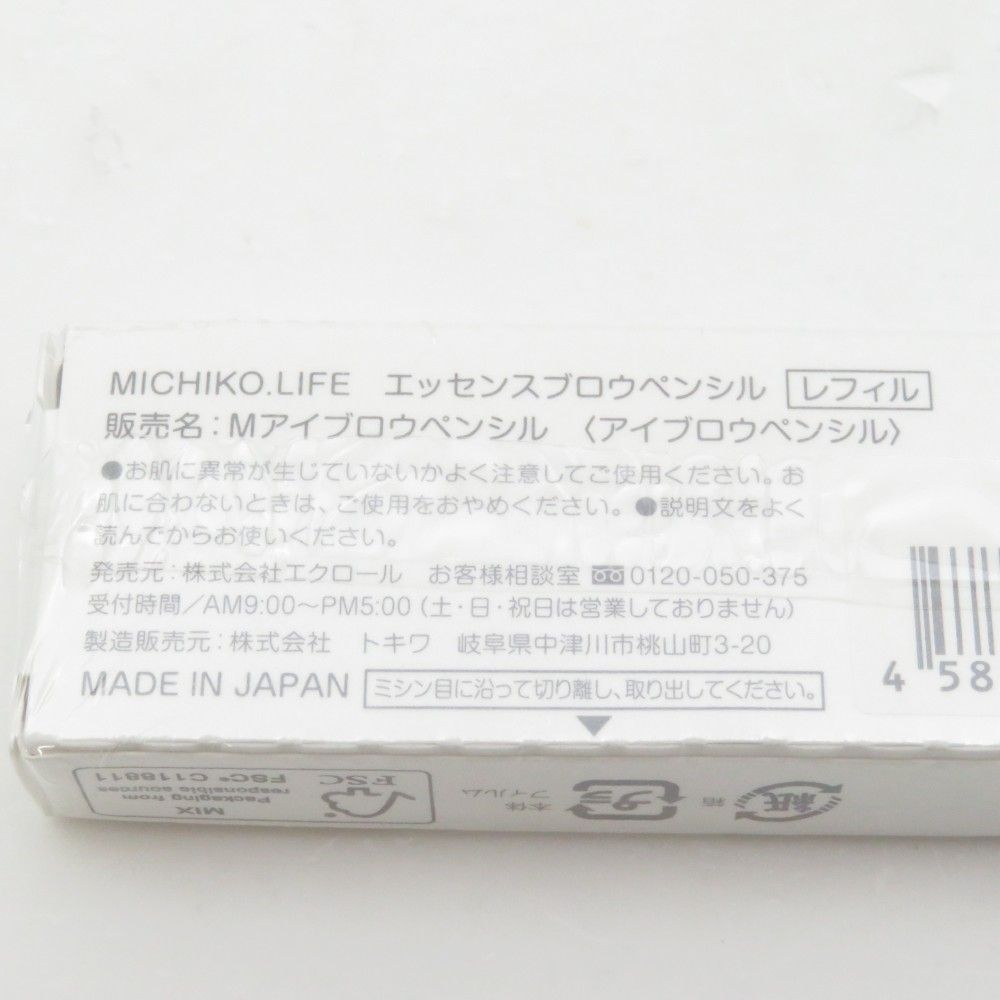 MICHIKO.LIFE エッセンスブロウペンシル レフィル
販売名:Mアイブロウペンシル 〈アイブロウペンシル〉
●お肌に異常が生じていないかよく注意してご使用ください。お
肌に合わないときは、ご使用をおやめください。●説明文をよく
読んでからお使いください。
発売元:株式会社エクロール お客様相談室 0120-050-375
受付時間/AM9:00〜PM5:00(土・日・祝日は営業しておりません)
製造販売元:株式会社 トキワ 岐阜県中津川市桃山町3-20
MADE IN JAPAN ミシン目に沿って切り離し、取り出してください。
4 58
紙 箱
プラ 本体 フィルム
FSC
MIX
Packaging from
responsible sources
FSC® C118811